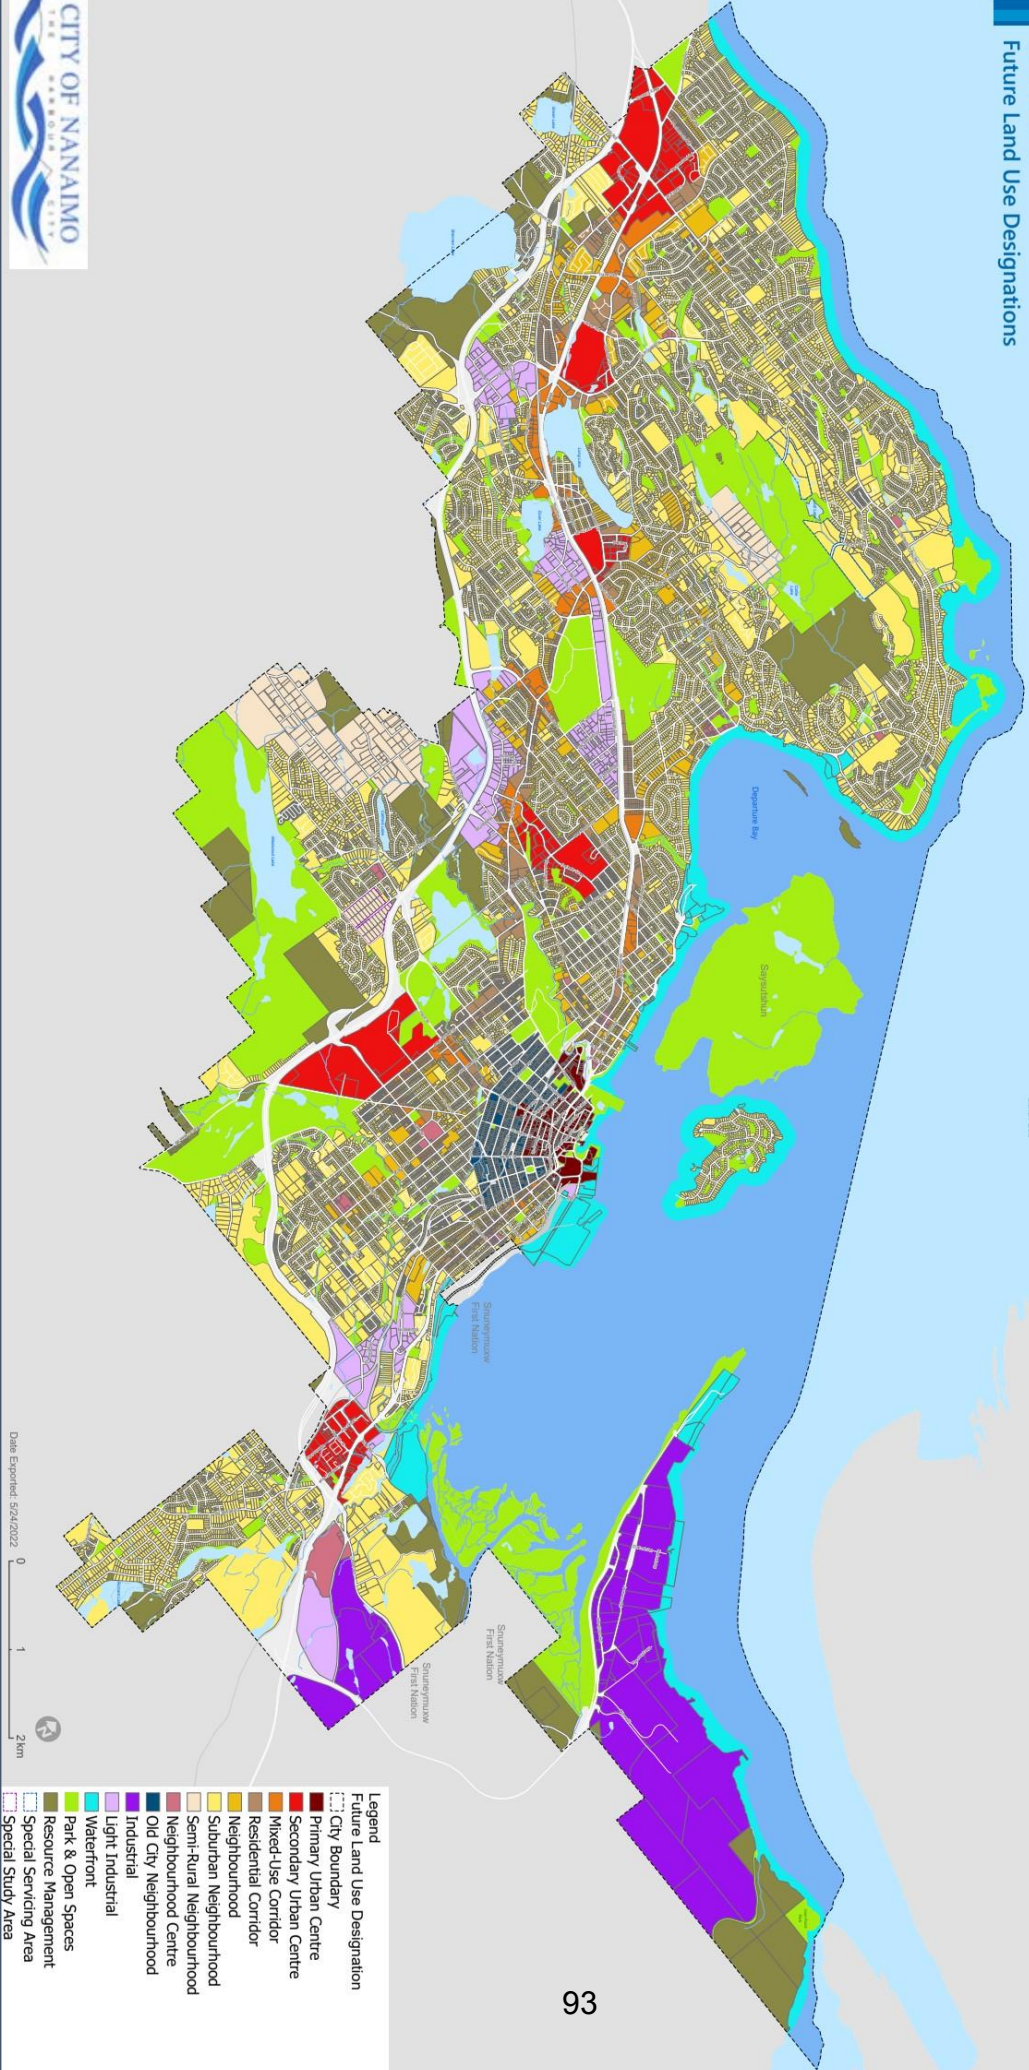 Future Land Use Designations
CITY OF NANAIMO
THE HARBOUR CITY
Departure Bay
Saysutshun
Long Lake
Snuneymuxw
First Nation
Snuneymuxw
First Nation
Snuneymuxw
First Nation
Date Exported: 5/24/2022
0 1 2km
Legend
Future Land Use Designation
City Boundary
Primary Urban Centre
Secondary Urban Centre
Mixed-Use Corridor
Residential Corridor
Neighbourhood
Suburban Neighbourhood
Semi-Rural Neighbourhood
Neighbourhood Centre
Old City Neighbourhood
Industrial
Light Industrial
Waterfront
Park & Open Spaces
Resource Management
Special Servicing Area
Special Study Area
93